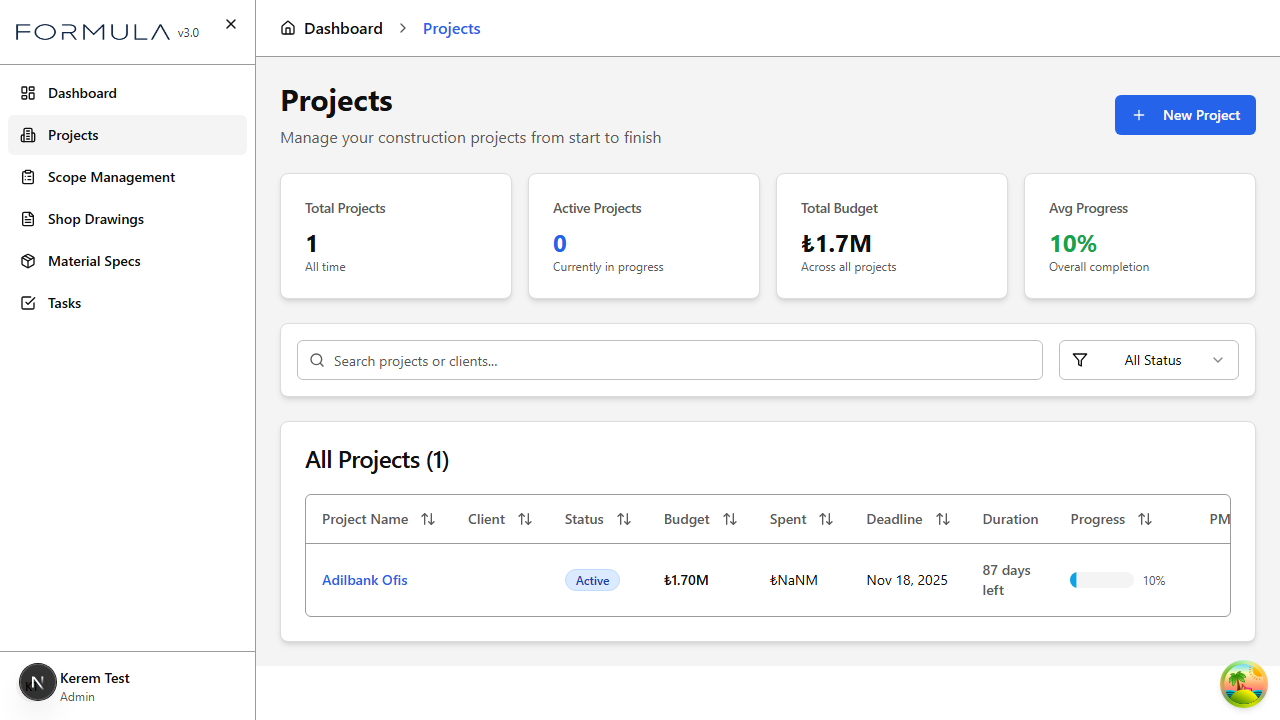 FORMULA v3.0
Dashboard
Projects
Scope Management
Shop Drawings
Material Specs
Tasks
N
Kerem Test
Admin
Dashboard > Projects
Projects
Manage your construction projects from start to finish
+ New Project
Total Projects
1
All time
Active Projects
0
Currently in progress
Total Budget
₺1.7M
Across all projects
Avg Progress
10%
Overall completion
Search projects or clients...
All Status
All Projects (1)
Project Name Client Status Budget Spent Deadline Duration Progress PM
Adilbank Ofis Active ₺1.70M ₺NaNM Nov 18, 2025 87 days left 10%